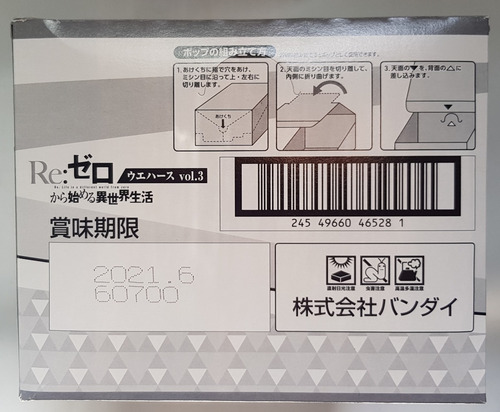 ポップの組み立て方
1.あけくちに指で穴をあけ、
ミシン目に沿って上・左右に
切り離します。
あけくち
2.天面のミシン目を切り離して、
内側に折り曲げます。
3.天面の▼を、背面の△に
差し込みます。
Re:ゼロ
Re: Life in a different world from zero
から始める異世界生活
ウエハース vol.3
245 49660 46528 1
賞味期限
2021.6
60700
直射日光注意
虫害注意
高温多湿注意
株式会社バンダイ